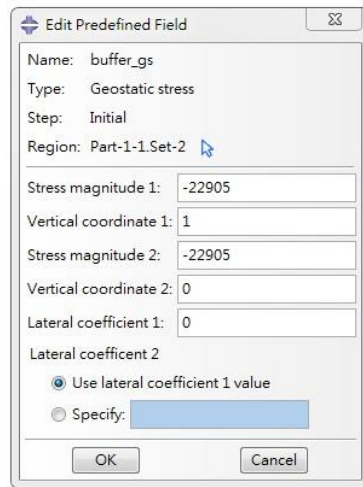 Edit Predefined Field
Name: buffer_gs
Type: Geostatic stress
Step: Initial
Region: Part-1-1.Set-2
Stress magnitude 1: -22905
Vertical coordinate 1: 1
Stress magnitude 2: -22905
Vertical coordinate 2: 0
Lateral coefficient 1: 0
Lateral coefficent 2
Use lateral coefficient 1 value
Specify:
OK Cancel